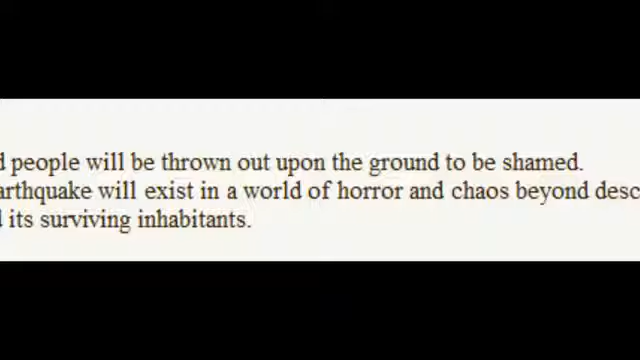 d people will be thrown out upon the ground to be shamed.
arthquake will exist in a world of horror and chaos beyond desc
d its surviving inhabitants.